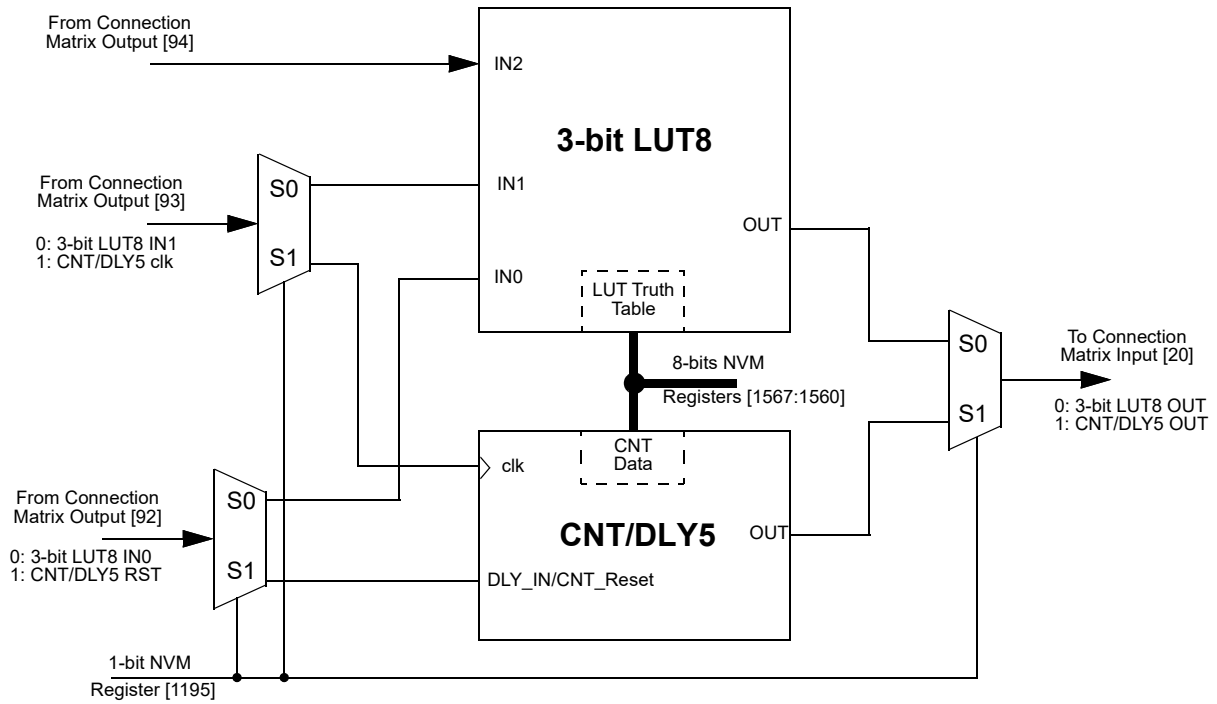 From Connection
Matrix Output [94]
IN2
3-bit LUT8
From Connection
Matrix Output [93]
0: 3-bit LUT8 IN1
1: CNT/DLY5 clk
S0
S1
IN1
IN0
OUT
LUT Truth
Table
8-bits NVM
Registers [1567:1560]
S0
S1
To Connection
Matrix Input [20]
0: 3-bit LUT8 OUT
1: CNT/DLY5 OUT
CNT
Data
clk
CNT/DLY5
OUT
DLY_IN/CNT_Reset
From Connection
Matrix Output [92]
0: 3-bit LUT8 IN0
1: CNT/DLY5 RST
S0
S1
1-bit NVM
Register [1195]